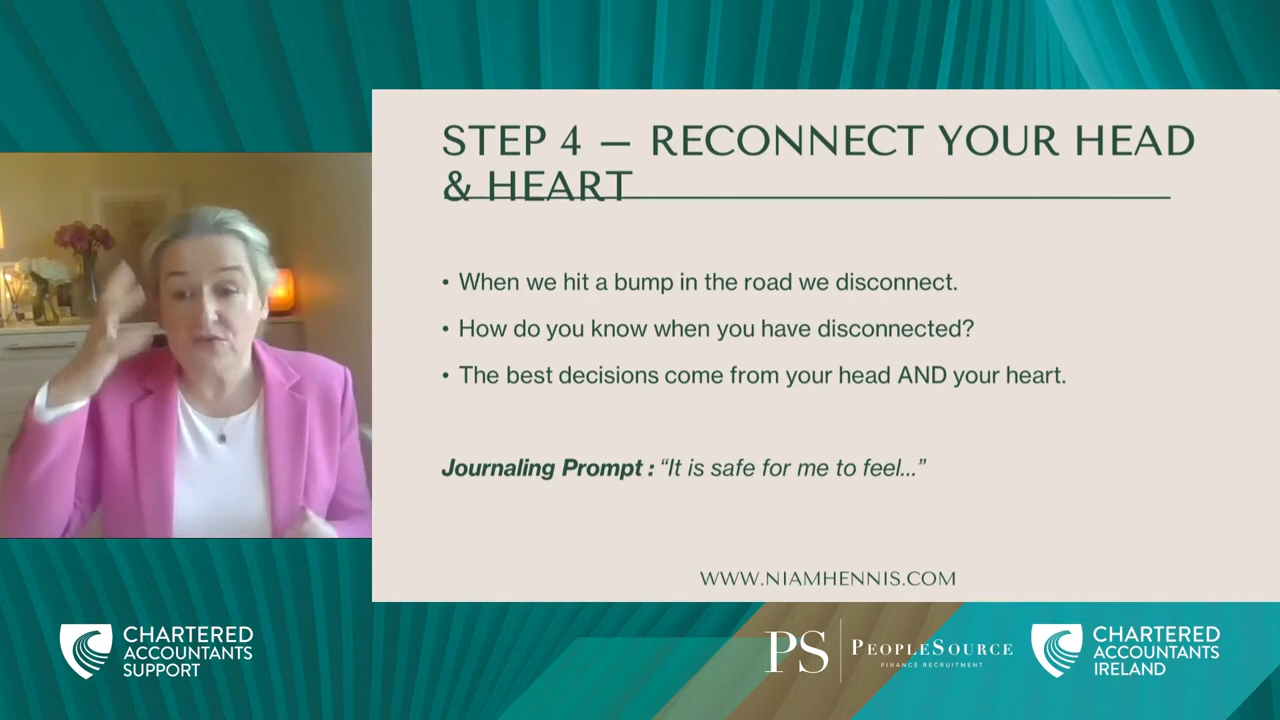 STEP 4 – RECONNECT YOUR HEAD
& HEART
• When we hit a bump in the road we disconnect.
• How do you know when you have disconnected?
• The best decisions come from your head AND your heart.
Journaling Prompt : “It is safe for me to feel...”
WWW.NIAMHENNIS.COM
CHARTERED
ACCOUNTANTS
SUPPORT
PS
PEOPLESOURCE
FINANCE RECRUITMENT
CHARTERED
ACCOUNTANTS
IRELAND